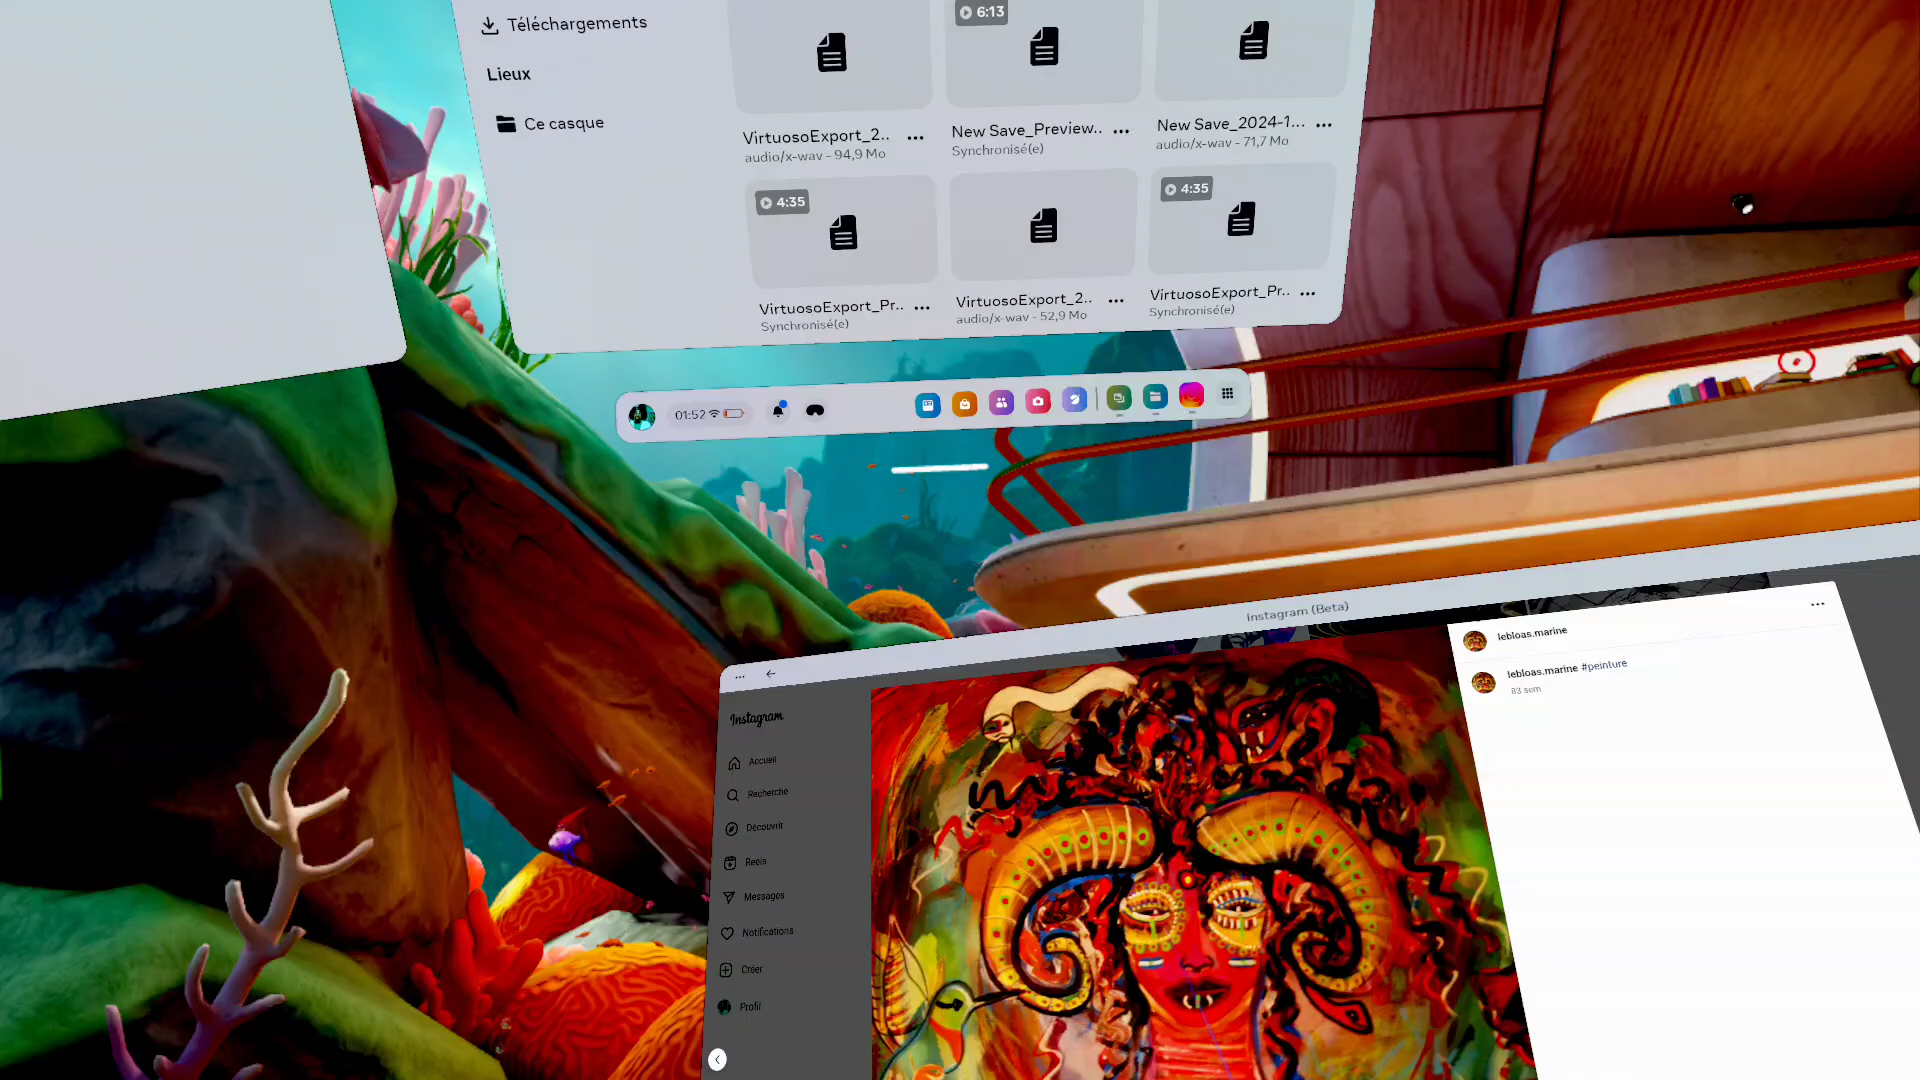 Téléchargements
Lieux
Ce casque
6:13
VirtuosoExport_2..
audio/x-wav - 94,9 Mo
New Save_Preview..
Synchronisé(e)
New Save_2024-1...
audio/x-wav - 71,7 Mo
4:35
4:35
VirtuosoExport_Pr..
Synchronisé(e)
VirtuosoExport_2..
audio/x-wav - 52,9 Mo
VirtuosoExport_Pr..
Synchronisé(e)
01:52
Instagram (Beta)
Instagram
Accueil
Recherche
Découvrir
Reels
Messages
Notifications
Créer
Profil
lebloas.marine
lebloas.marine #peinture
83 sem